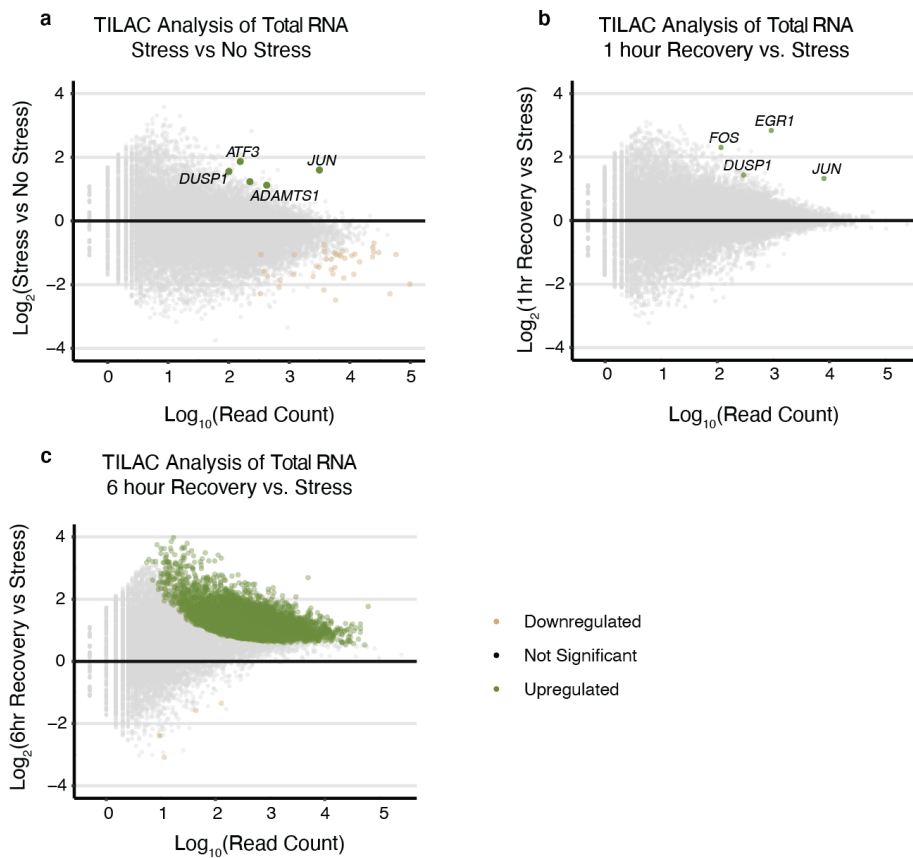 a
TILAC Analysis of Total RNA
Stress vs No Stress
Log2(Stress vs No Stress)
4
2
0
−2
−4
ATF3
JUN
DUSP1
ADAMTS1
0 1 2 3 4 5
Log10(Read Count)
b
TILAC Analysis of Total RNA
1 hour Recovery vs. Stress
Log2(1hr Recovery vs Stress)
4
2
0
−2
−4
EGR1
FOS
DUSP1
JUN
0 1 2 3 4 5
Log10(Read Count)
c
TILAC Analysis of Total RNA
6 hour Recovery vs. Stress
Log2(6hr Recovery vs Stress)
4
2
0
−2
−4
0 1 2 3 4 5
Log10(Read Count)
Downregulated
Not Significant
Upregulated